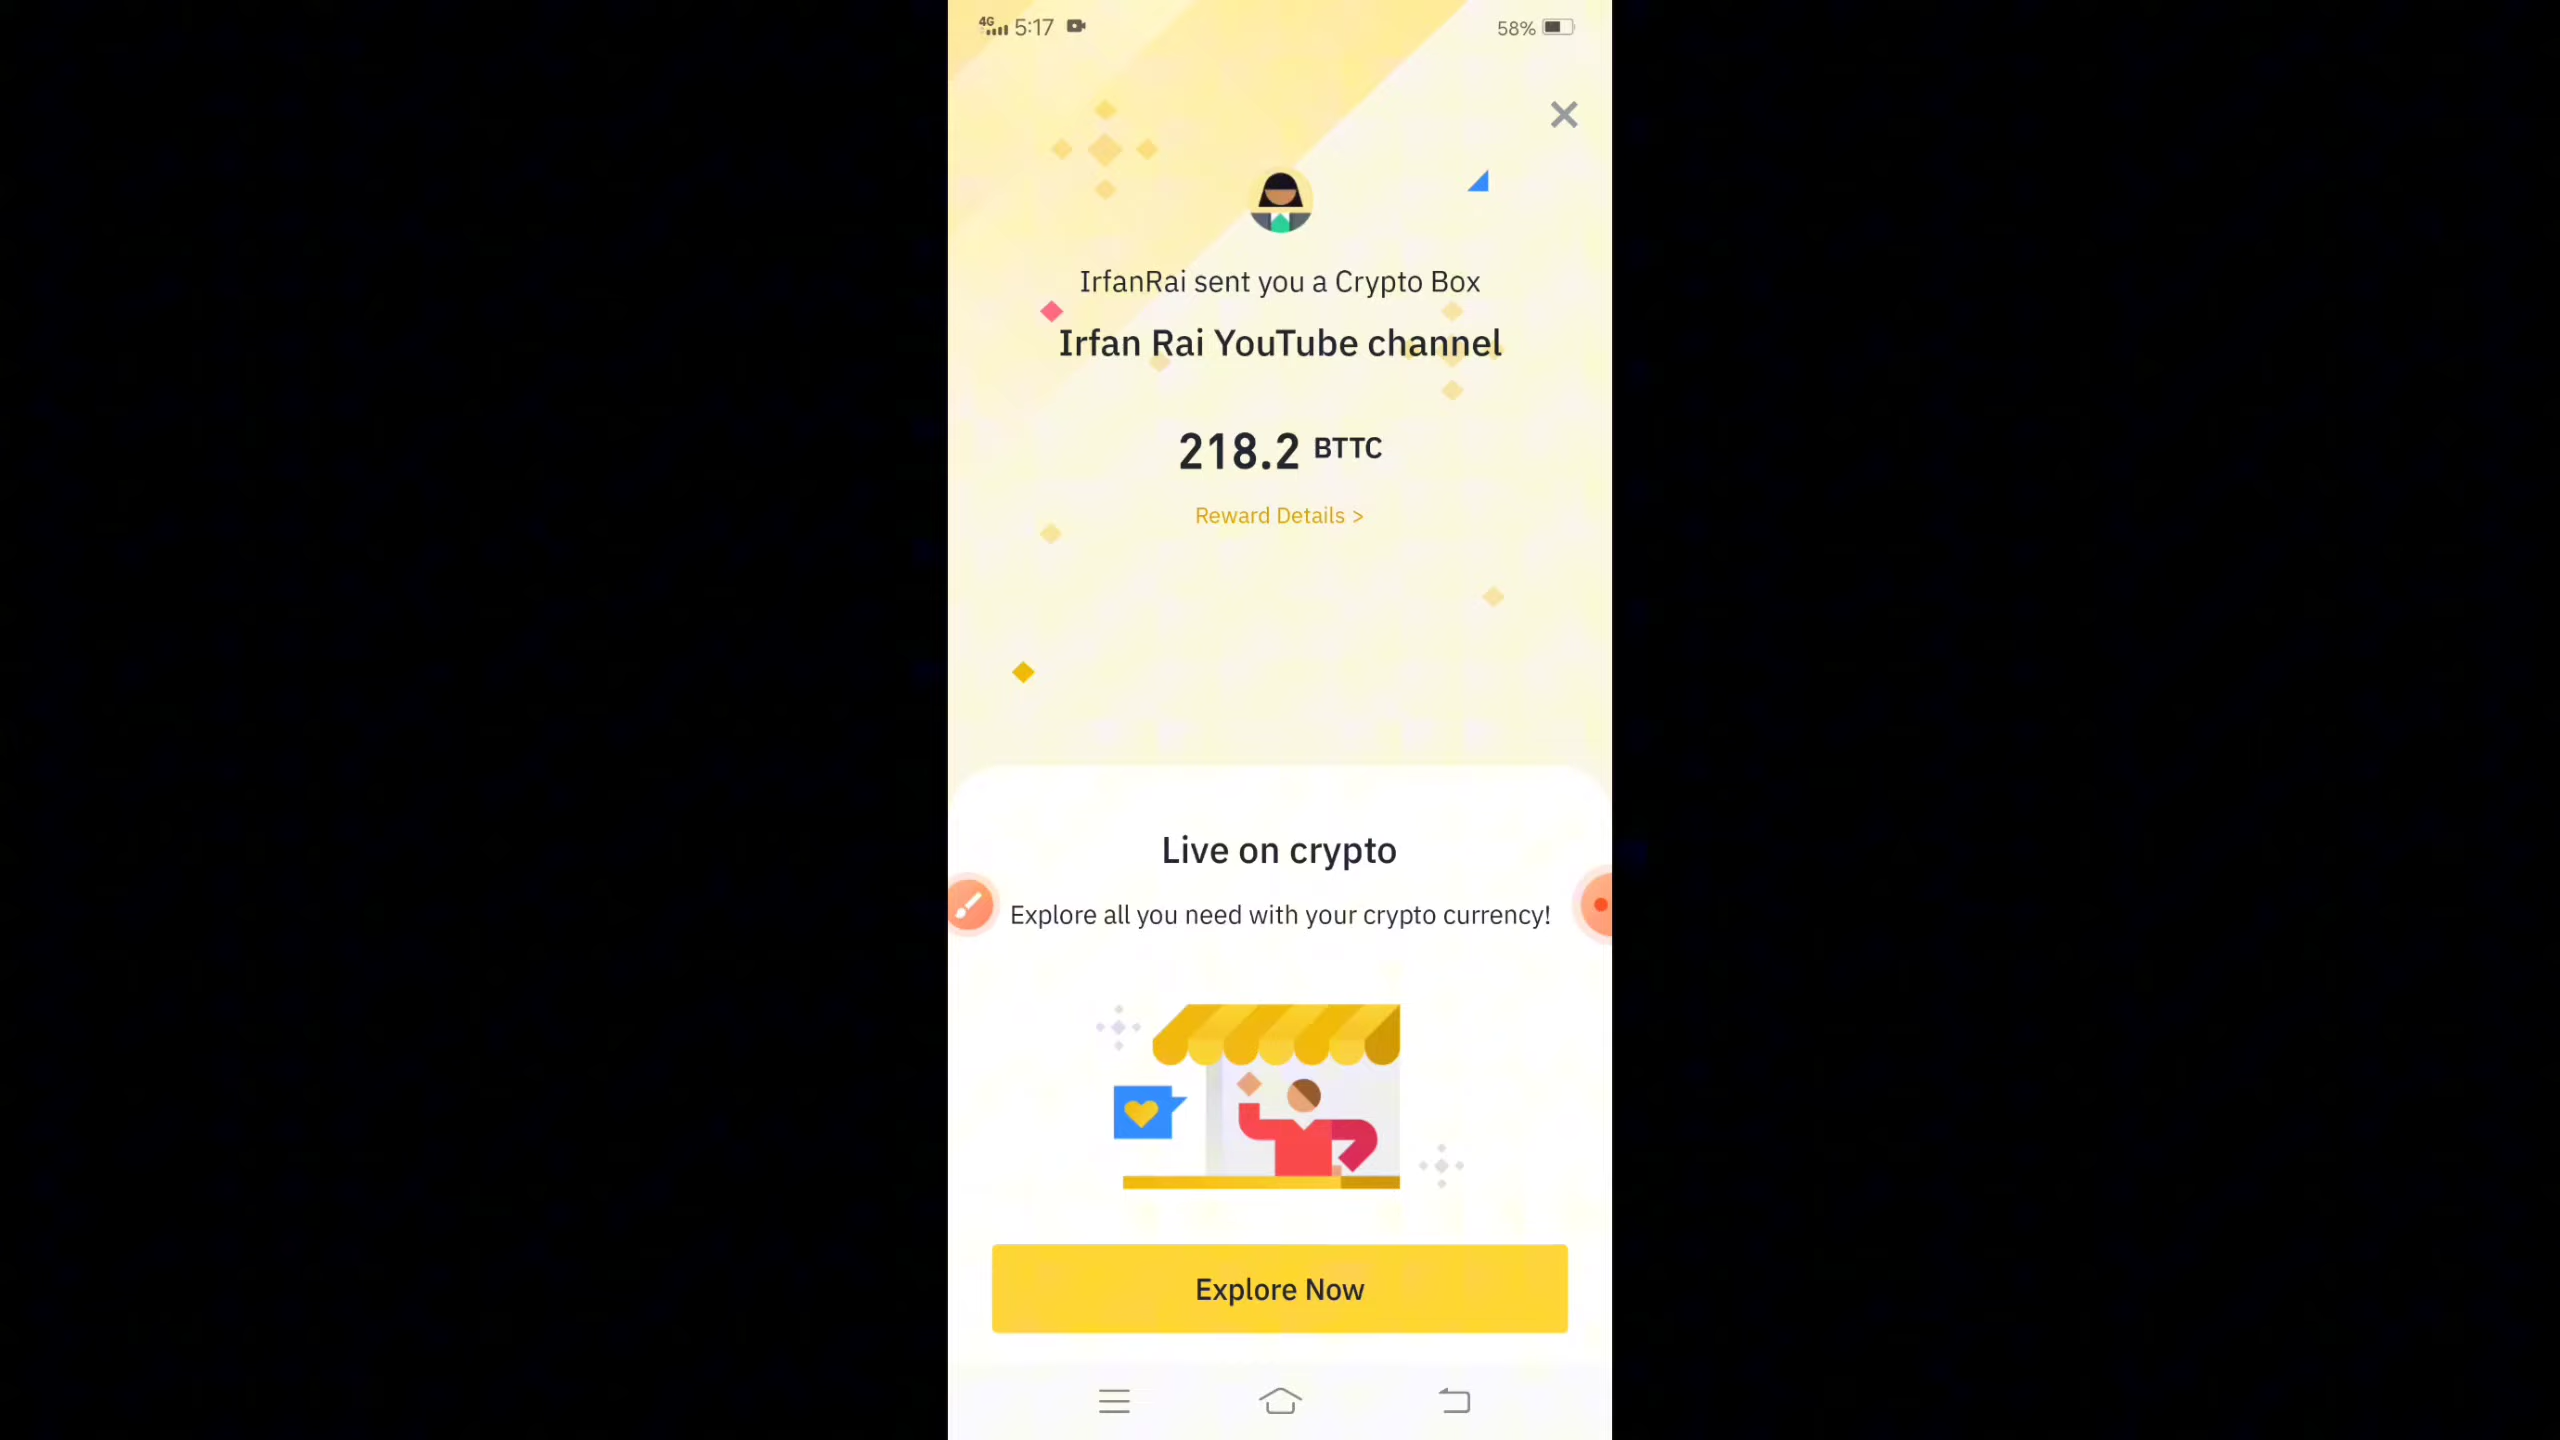 4G 5:17 58%
IrfanRai sent you a Crypto Box
Irfan Rai YouTube channel
218.2 BTTC
Reward Details >
Live on crypto
Explore all you need with your crypto currency!
Explore Now